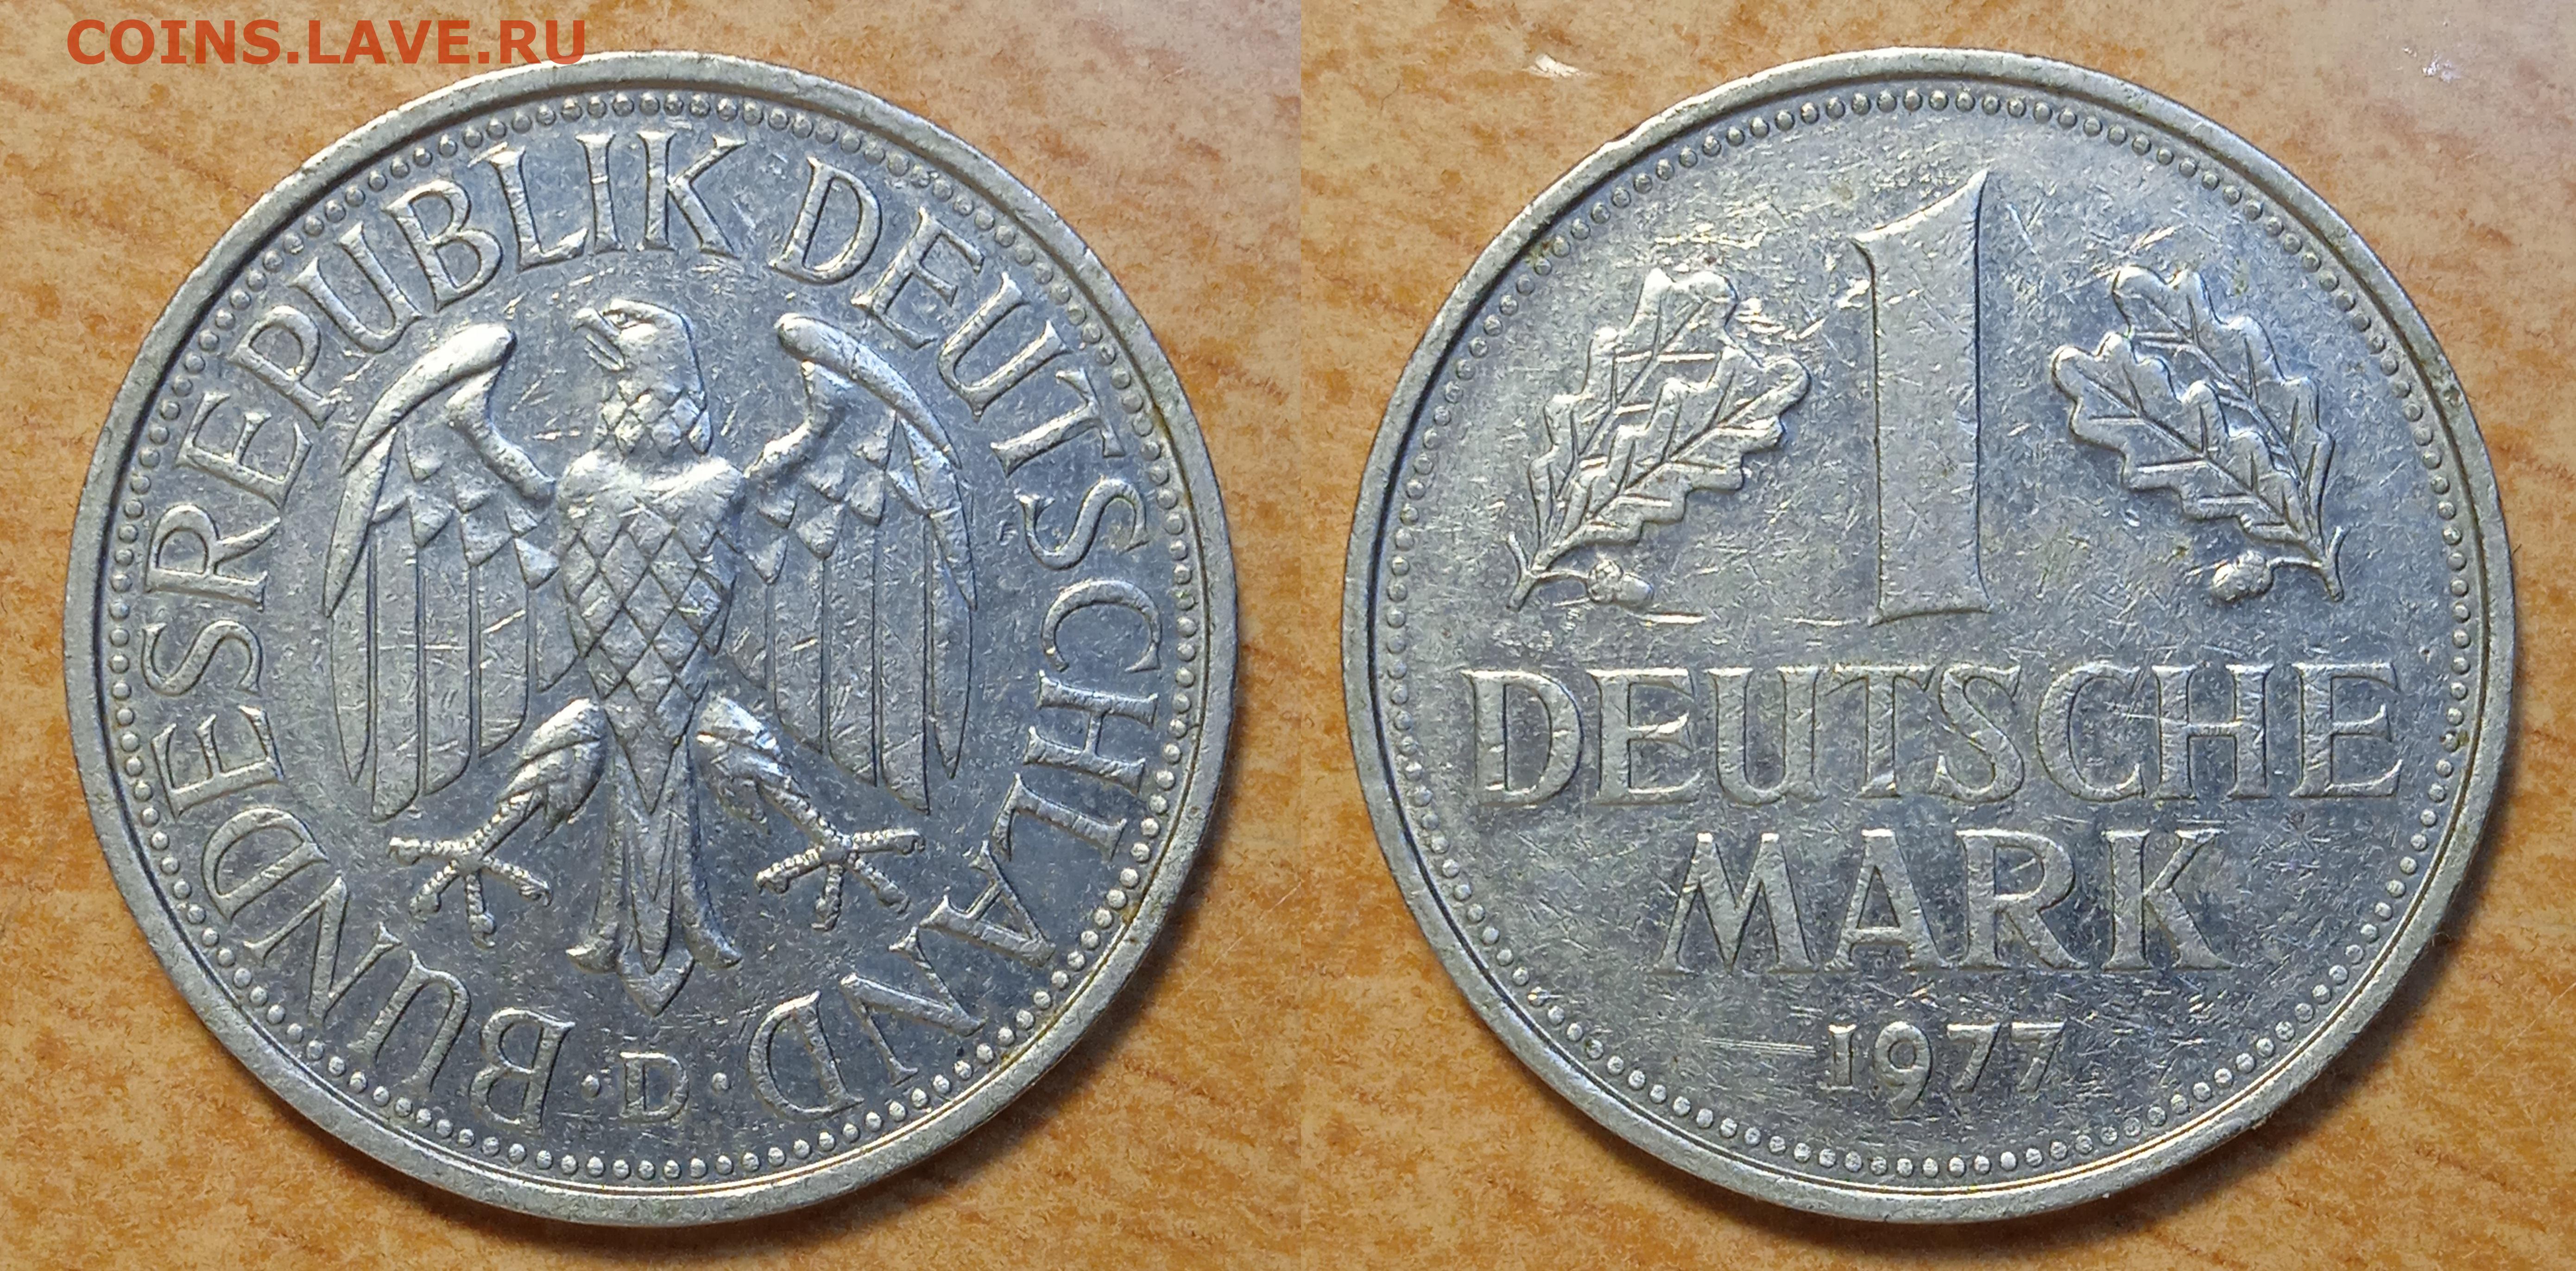 COINS.LAVE.RU
BUNDESREPUBLIK DEUTSCHLAND
· D ·
1
DEUTSCHE
MARK
1977